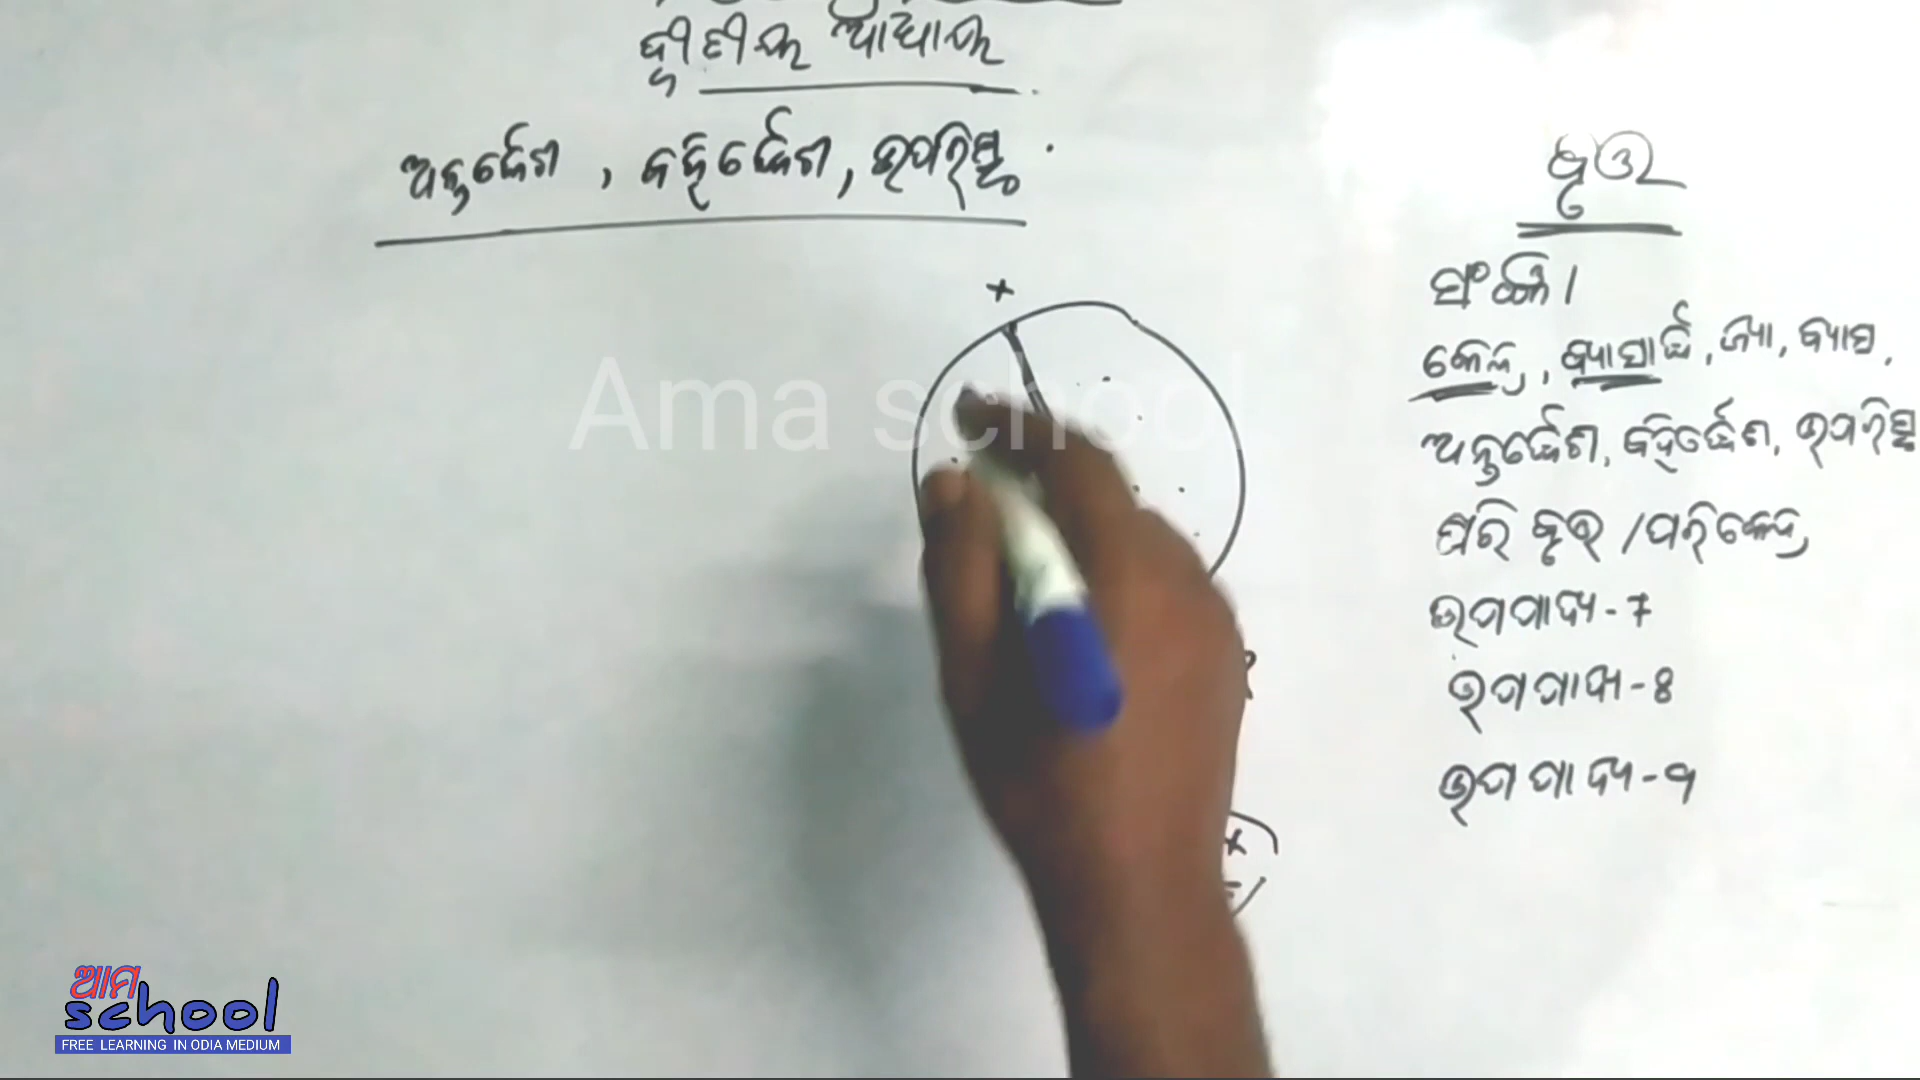 ଦ୍ବୀତୀୟ ଅଧ୍ୟାୟ
ଅନ୍ତର୍ଦ୍ଦେଶ , ବହିର୍ଦ୍ଦେଶ, ଉପରିସ୍ଥ .
x
x
ବୃତ୍ତ
ସଂଜ୍ଞା ।
କେନ୍ଦ୍ର, ବ୍ୟାସାର୍ଦ୍ଧ, ଜ୍ୟା, ବ୍ୟାସ,
ଅନ୍ତର୍ଦ୍ଦେଶ, ବହିର୍ଦ୍ଦେଶ, ଉପରିସ୍ଥ
ପରିବୃତ୍ତ /ପରିକେନ୍ଦ୍ର
ଉପପାଦ୍ୟ-7
ଉପପାଦ୍ୟ-8
ଉପପାଦ୍ୟ-9
Ama school
ଆମ
school
FREE LEARNING IN ODIA MEDIUM